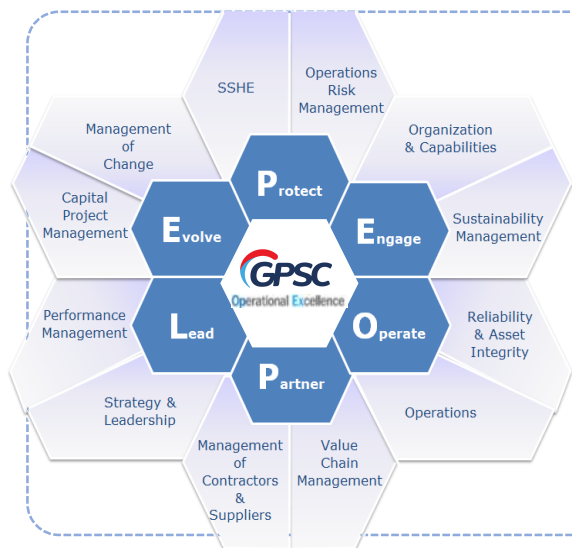 SSHE
Operations
Risk
Management
Management
of
Change
Organization
& Capabilities
Protect
Capital
Project
Management
Evolve
Engage
Sustainability
Management
GPSC
Operational Excellence
Performance
Management
Lead
Operate
Reliability
& Asset
Integrity
Partner
Strategy &
Leadership
Operations
Management
of
Contractors
&
Suppliers
Value
Chain
Management